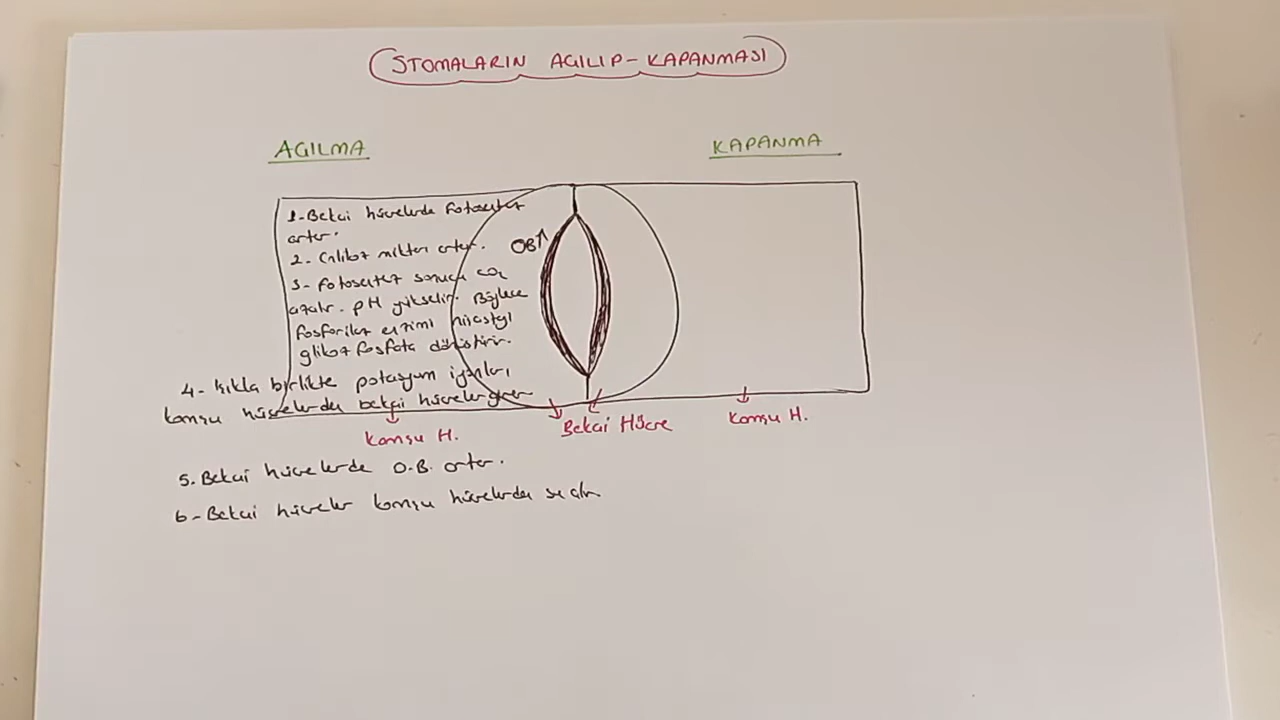 STOMALARIN AÇILIP-KAPANMASI
AÇILMA
KAPANMA
1-Bekçi hücrelerde fotosentez
artar.
2- Glikoz miktarı artar.
OB↑
3- Fotosentez sonucu CO₂
azalır. pH yükselir. Böylece
fosforilaz enzimi nişastayı
glikoz fosfata dönüştürür.
4- Işıkla birlikte potasyum iyonları
komşu hücrelerden bekçi hücrelere girer
Komşu H.
Bekçi Hücre
Komşu H.
5. Bekçi hücrelerde O.B. artar.
6- Bekçi hücreler komşu hücrelerden su alır